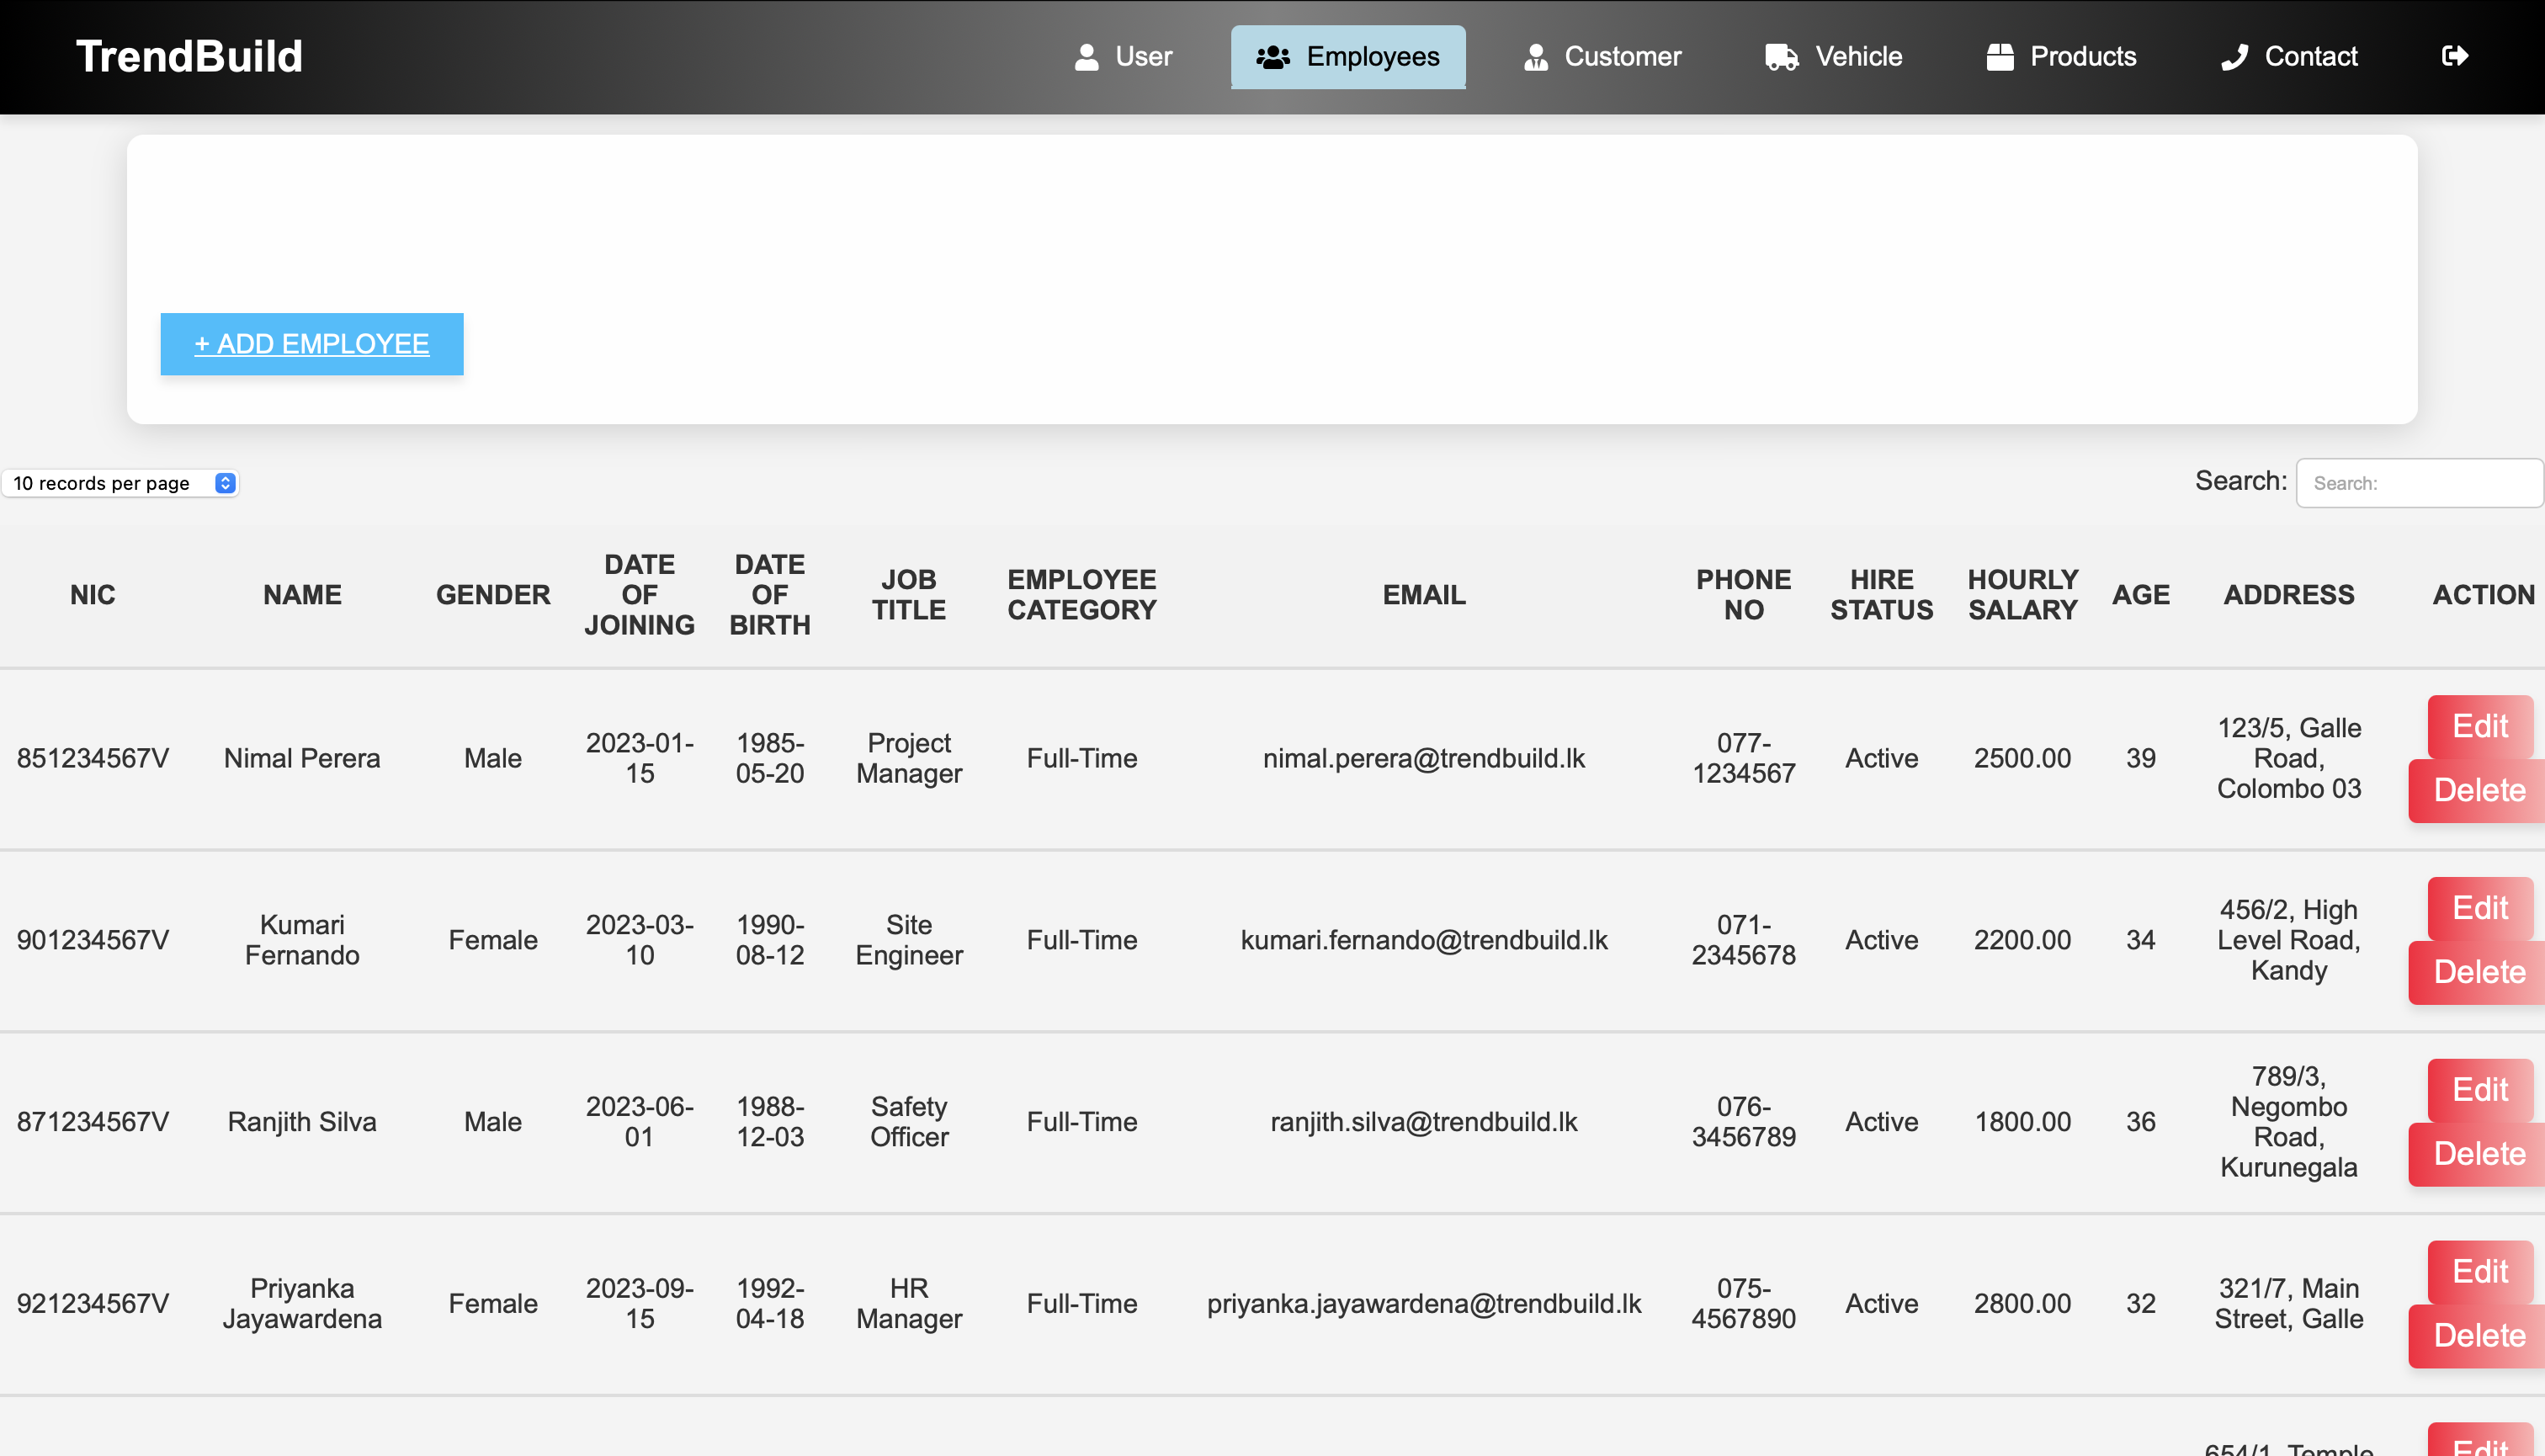 TrendBuild
User
Employees
Customer
Vehicle
Products
Contact
+ ADD EMPLOYEE
10 records per page
Search:
Search:
NIC
NAME
GENDER
DATE
OF
JOINING
DATE
OF
BIRTH
JOB
TITLE
EMPLOYEE
CATEGORY
EMAIL
PHONE
NO
HIRE
STATUS
HOURLY
SALARY
AGE
ADDRESS
ACTION
851234567V
Nimal Perera
Male
2023-01-
15
1985-
05-20
Project
Manager
Full-Time
nimal.perera@trendbuild.lk
077-
1234567
Active
2500.00
39
123/5, Galle
Road,
Colombo 03
Edit
Delete
901234567V
Kumari
Fernando
Female
2023-03-
10
1990-
08-12
Site
Engineer
Full-Time
kumari.fernando@trendbuild.lk
071-
2345678
Active
2200.00
34
456/2, High
Level Road,
Kandy
Edit
Delete
871234567V
Ranjith Silva
Male
2023-06-
01
1988-
12-03
Safety
Officer
Full-Time
ranjith.silva@trendbuild.lk
076-
3456789
Active
1800.00
36
789/3,
Negombo
Road,
Kurunegala
Edit
Delete
921234567V
Priyanka
Jayawardena
Female
2023-09-
15
1992-
04-18
HR
Manager
Full-Time
priyanka.jayawardena@trendbuild.lk
075-
4567890
Active
2800.00
32
321/7, Main
Street, Galle
Edit
Delete
654/1, Temple
Edit